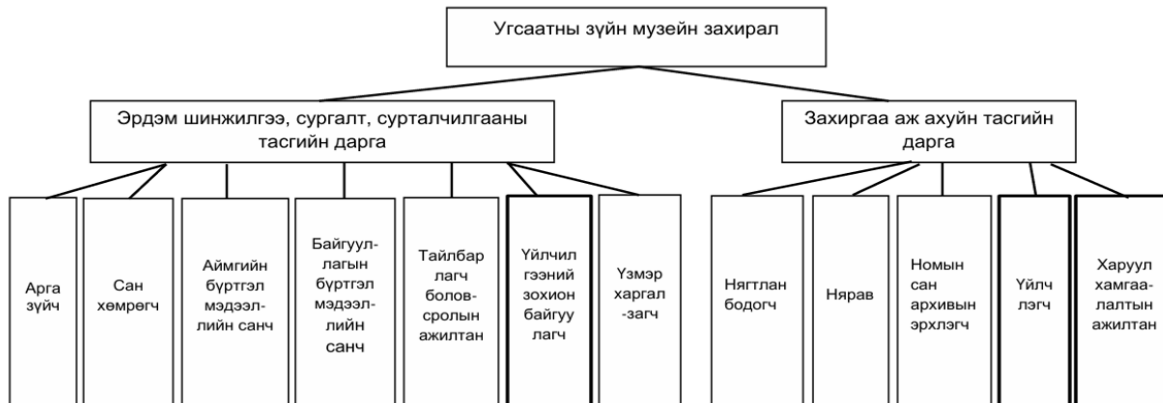 Угсаатны зүйн музейн захирал
Эрдэм шинжилгээ, сургалт, сурталчилгааны
тасгийн дарга
Захиргаа аж ахуйн тасгийн
дарга
Арга
зүйч
Сан
хөмрөгч
Аймгийн
бүртгэл
мэдээл-
лийн санч
Байгуул-
лагын
бүртгэл
мэдээл-
лийн
санч
Тайлбар
лагч
болов-
сролын
ажилтан
Үйлчил
гээний
зохион
байгуу
лагч
Үзмэр
харгал
-загч
Нягтлан
бодогч
Нярав
Номын
сан
архивын
эрхлэгч
Үйлч
лэгч
Харуул
хамгаа-
лалтын
ажилтан